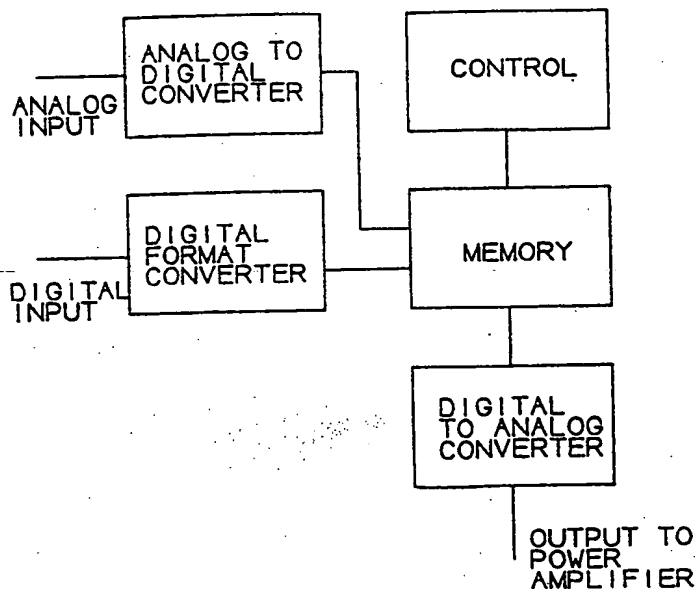 ANALOG TO
DIGITAL
CONVERTER
CONTROL
ANALOG
INPUT
DIGITAL
FORMAT
CONVERTER
MEMORY
DIGITAL
INPUT
DIGITAL
TO ANALOG
CONVERTER
OUTPUT TO
POWER
AMPLIFIER